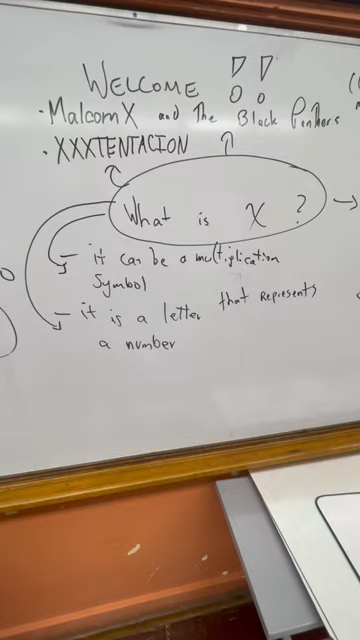 WELCOME !!
· Malcom X and The Black Panthers
· XXXTENTACION
What is X ?
- it can be a multiplication
symbol
- it is a letter that represents
a number